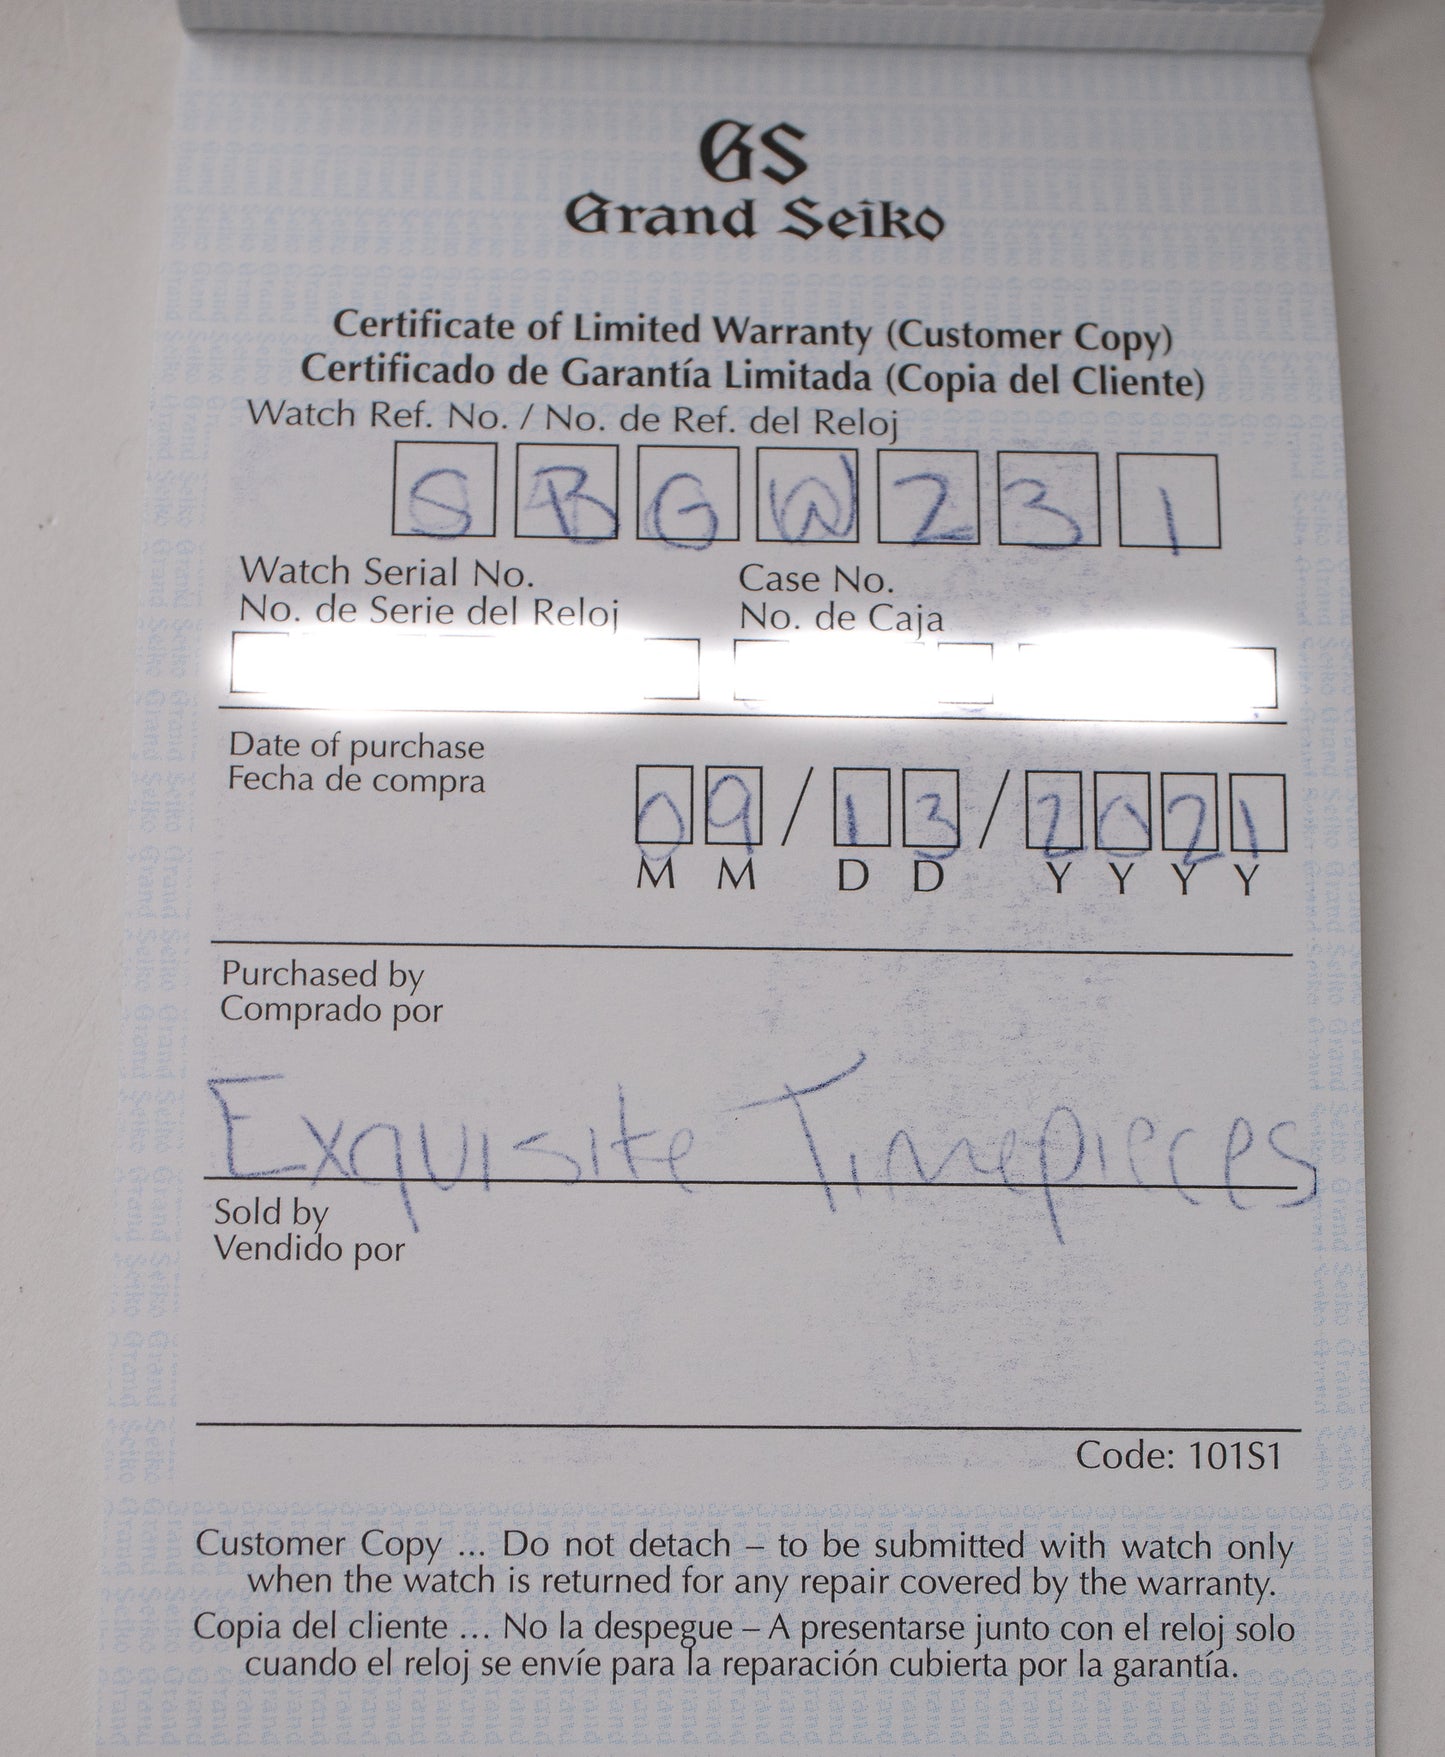 GS
Grand Seiko
Certificate of Limited Warranty (Customer Copy)
Certificado de Garantía Limitada (Copia del Cliente)
Watch Ref. No. / No. de Ref. del Reloj
SBGW231
Watch Serial No. Case No.
No. de Serie del Reloj No. de Caja
Date of purchase
Fecha de compra
09/13/2021
M M D D Y Y Y Y
Purchased by
Comprado por
Exquisite Timepieces
Sold by
Vendido por
Code: 101S1
Customer Copy ... Do not detach – to be submitted with watch only
when the watch is returned for any repair covered by the warranty.
Copia del cliente ... No la despegue – A presentarse junto con el reloj solo
cuando el reloj se envíe para la reparación cubierta por la garantía.